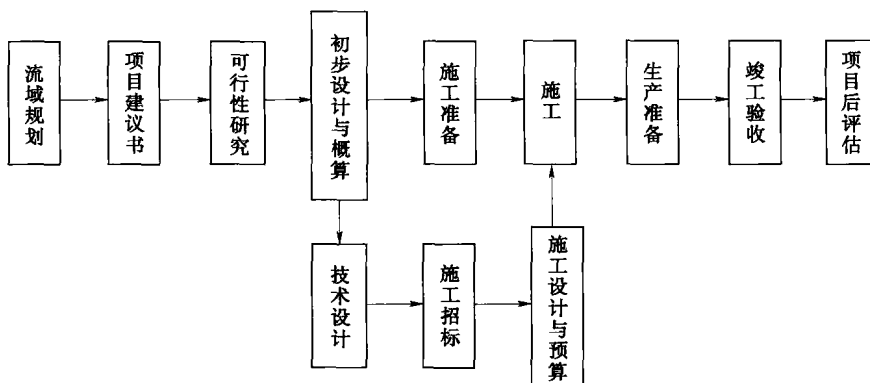 流域规划
项目建议书
可行性研究
初步设计与概算
施工准备
施工
生产准备
竣工验收
项目后评估
技术设计
施工招标
施工设计与预算